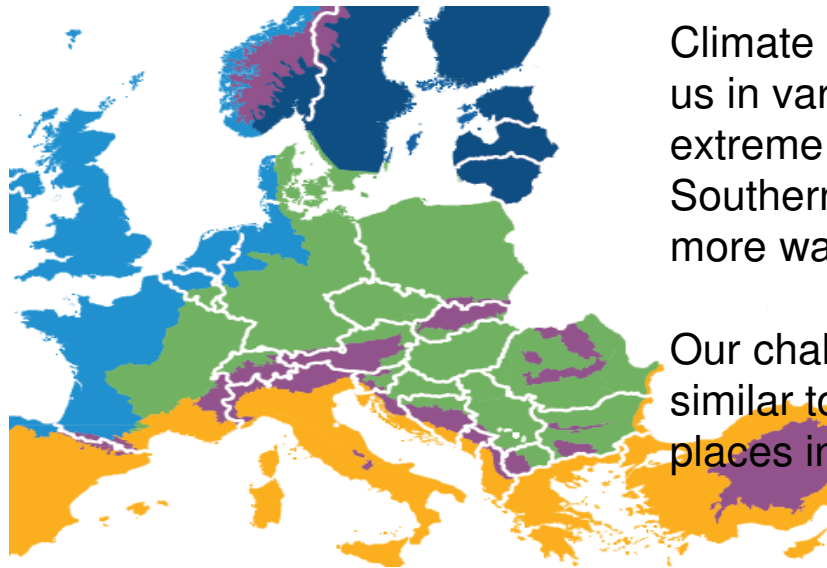 Climate
us in var
extreme
Southern
more wa
Our chal
similar to
places in